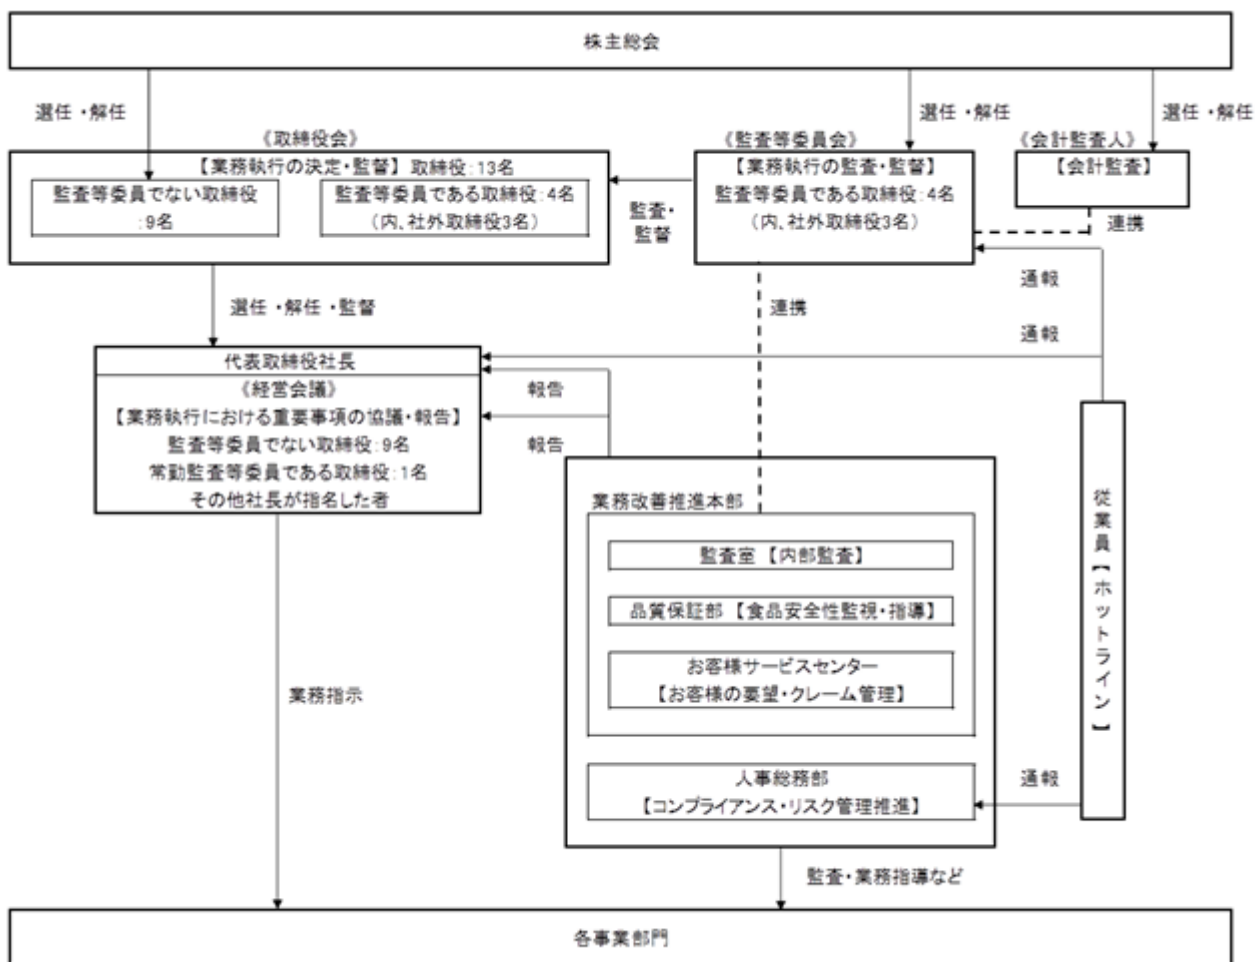 株主総会
選任・解任
選任・解任
選任・解任
《取締役会》
《監査等委員会》
《会計監査人》
【業務執行の決定・監督】取締役:13名
監査等委員でない取締役
:9名
監査等委員である取締役:4名
(内、社外取締役3名)
監査・
監督
【業務執行の監査・監督】
監査等委員である取締役:4名
(内、社外取締役3名)
【会計監査】
連携
通報
選任・解任・監督
連携
通報
代表取締役社長
《経営会議》
【業務執行における重要事項の協議・報告】
監査等委員でない取締役:9名
常勤監査等委員である取締役:1名
その他社長が指名した者
報告
報告
業務改善推進本部
監査室【内部監査】
品質保証部【食品安全性監視・指導】
お客様サービスセンター
【お客様の要望・クレーム管理】
人事総務部
【コンプライアンス・リスク管理推進】
従業員【ホットライン】
通報
業務指示
監査・業務指導など
各事業部門